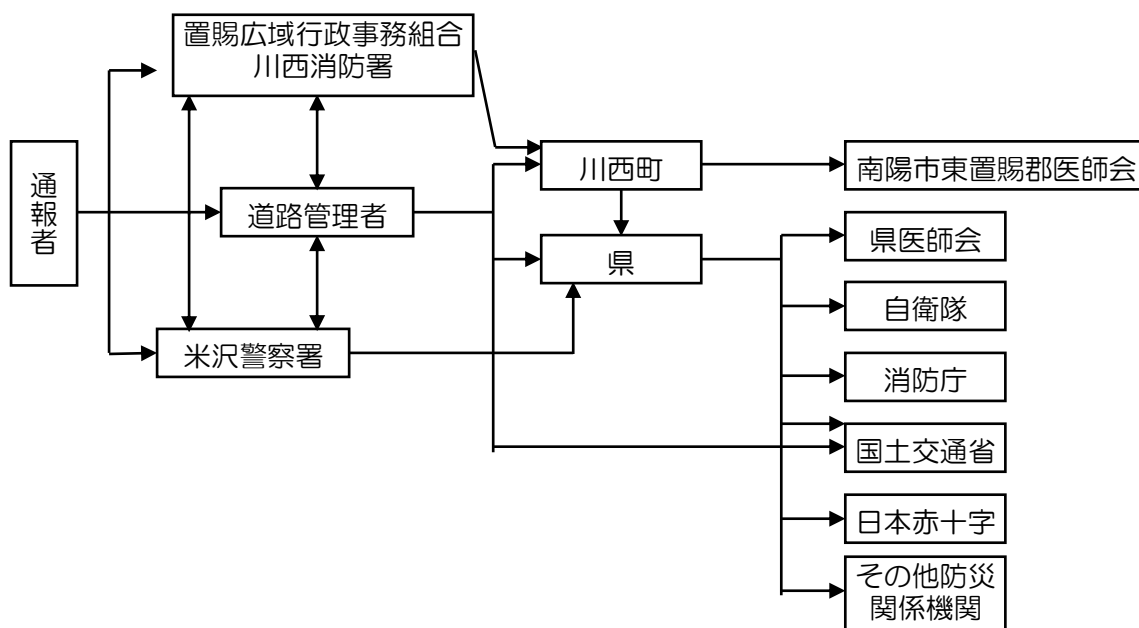 置賜広域行政事務組合
川西消防署
通報者
道路管理者
米沢警察署
川西町
県
南陽市東置賜郡医師会
県医師会
自衛隊
消防庁
国土交通省
日本赤十字
その他防災
関係機関